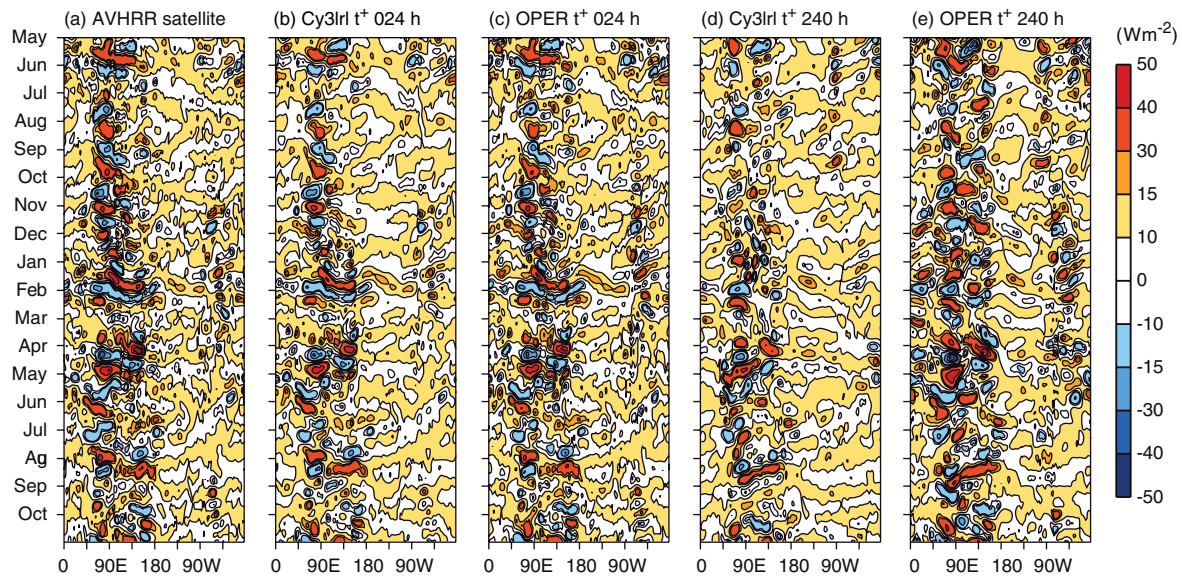 (a) AVHRR satellite
(b) Cy3lrl t⁺ 024 h
(c) OPER t⁺ 024 h
(d) Cy3lrl t⁺ 240 h
(e) OPER t⁺ 240 h
(Wm⁻²)
May
Jun
Jul
Aug
Sep
Oct
Nov
Dec
Jan
Feb
Mar
Apr
May
Jun
Jul
Ag
Sep
Oct
0 90E 180 90W
0 90E 180 90W
0 90E 180 90W
0 90E 180 90W
0 90E 180 90W
50
40
30
15
10
0
-10
-15
-30
-40
-50